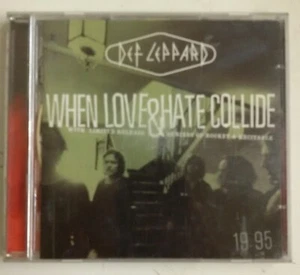 DEF LEPPARD
WHEN LOVE & HATE COLLIDE
19 95